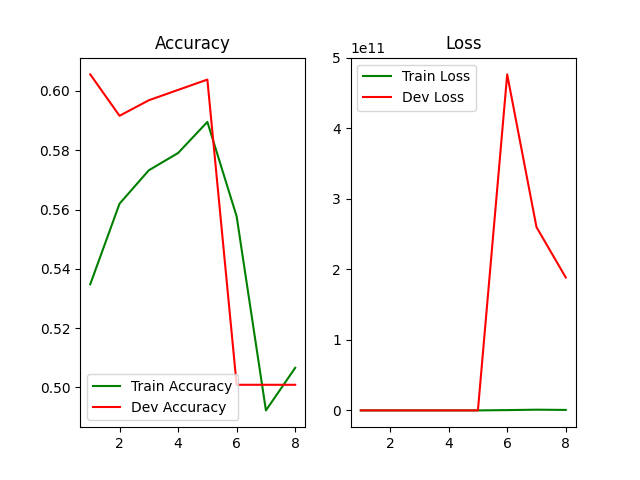 Accuracy
0.60
0.58
0.56
0.54
0.52
0.50
Train Accuracy
Dev Accuracy
2 4 6 8
Loss
1e11
5
4
3
2
1
0
Train Loss
Dev Loss
2 4 6 8